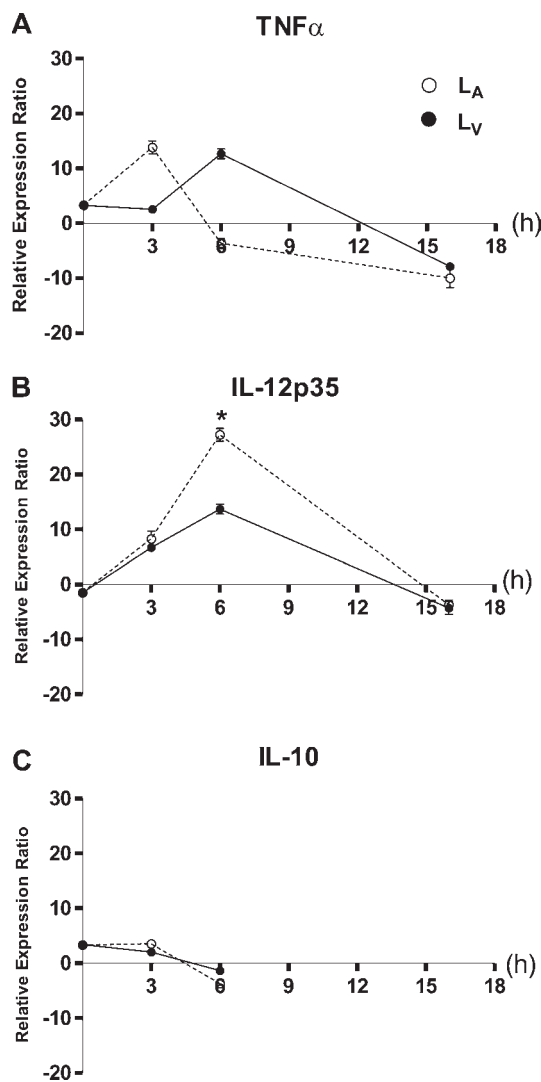 A
TNFα
Relative Expression Ratio
30
20
10
0
-10
-20
3 6 9 12 15 18 (h)
L_A
L_V
B
IL-12p35
Relative Expression Ratio
30
20
10
0
-10
-20
*
3 6 9 12 15 18 (h)
C
IL-10
Relative Expression Ratio
30
20
10
0
-10
-20
3 6 9 12 15 18 (h)